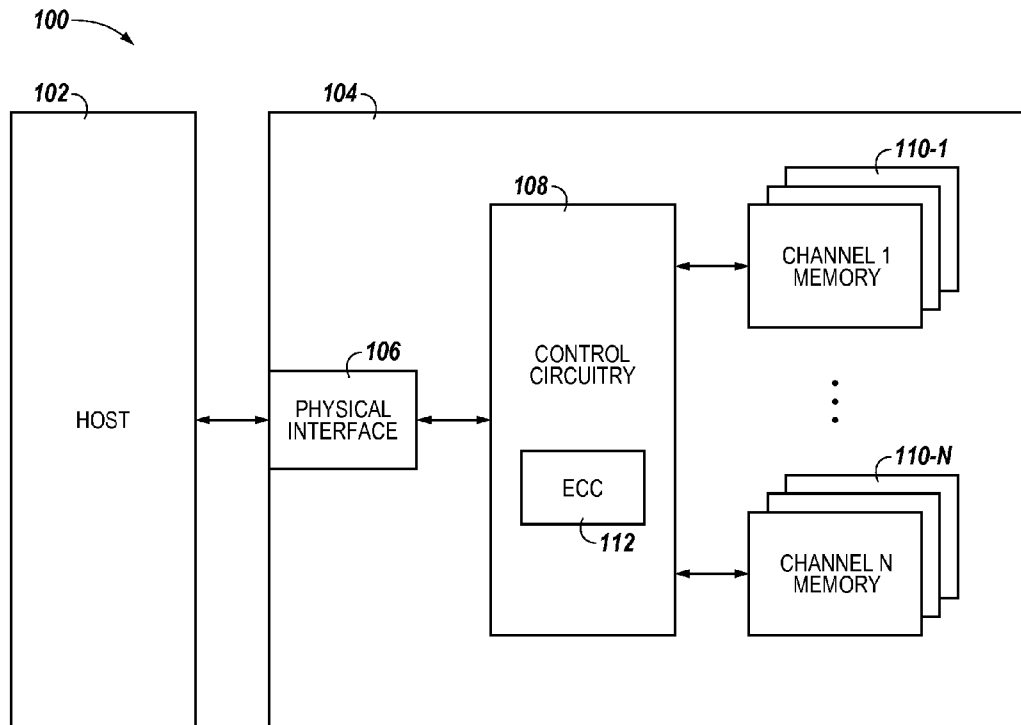 100
102
104
110-1
108
CHANNEL 1
MEMORY
106
CONTROL
CIRCUITRY
HOST
PHYSICAL
INTERFACE
110-N
ECC
112
CHANNEL N
MEMORY